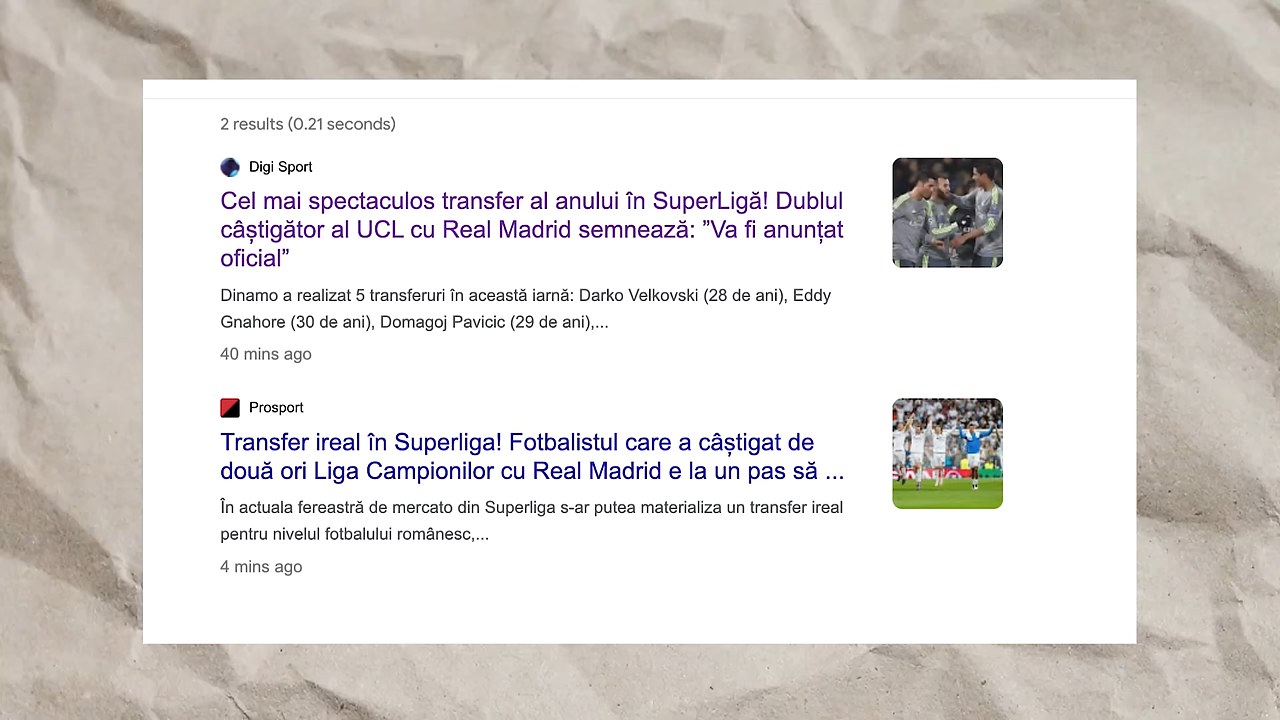 2 results (0.21 seconds)
Digi Sport
Cel mai spectaculos transfer al anului în SuperLigă! Dublul
câștigător al UCL cu Real Madrid semnează: ”Va fi anunțat
oficial”
Dinamo a realizat 5 transferuri în această iarnă: Darko Velkovski (28 de ani), Eddy
Gnahore (30 de ani), Domagoj Pavicic (29 de ani),...
40 mins ago
Prosport
Transfer ireal în Superliga! Fotbalistul care a câștigat de
două ori Liga Campionilor cu Real Madrid e la un pas să ...
În actuala fereastră de mercato din Superliga s-ar putea materializa un transfer ireal
pentru nivelul fotbalului românesc,...
4 mins ago